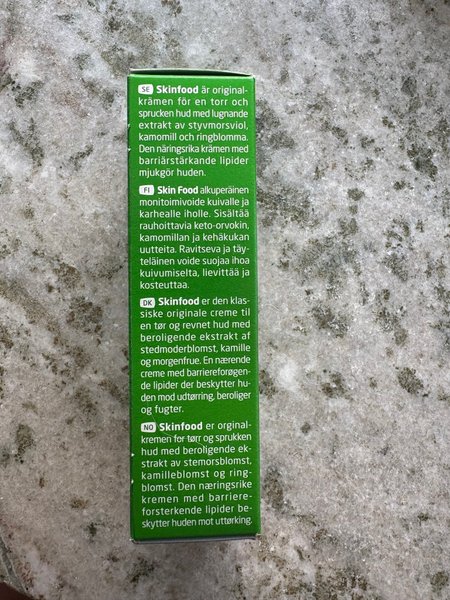 SE Skinfood är original-
krämen för en torr och
sprucken hud med lugnande
extrakt av styvmorsviol,
kamomill och ringblomma.
Den näringsrika krämen med
barriärstärkande lipider
mjukgör huden.
FI Skin Food alkuperäinen
monitoimivoide kuivalle ja
karhealle iholle. Sisältää
rauhoittavia keto-orvokin,
kamomillan ja kehäkukan
uutteita. Ravitseva ja täy-
teläinen voide suojaa ihoa
kuivumiselta, lievittää ja
kosteuttaa.
DK Skinfood er den klas-
siske originale creme til
en tør og revnet hud med
beroligende ekstrakt af
stedmoderblomst, kamille
og morgenfrue. En nærende
creme med barriereforøgen-
de lipider der beskytter hu-
den mod udtørring, beroliger
og fugter.
NO Skinfood er orginal-
kremen for tørr og sprukken
hud med beroligende ek-
strakt av stemorsblomst,
kamilleblomst og ring-
blomst. Den næringsrike
kremen med barriere-
forsterkende lipider be-
skytter huden mot uttørking.